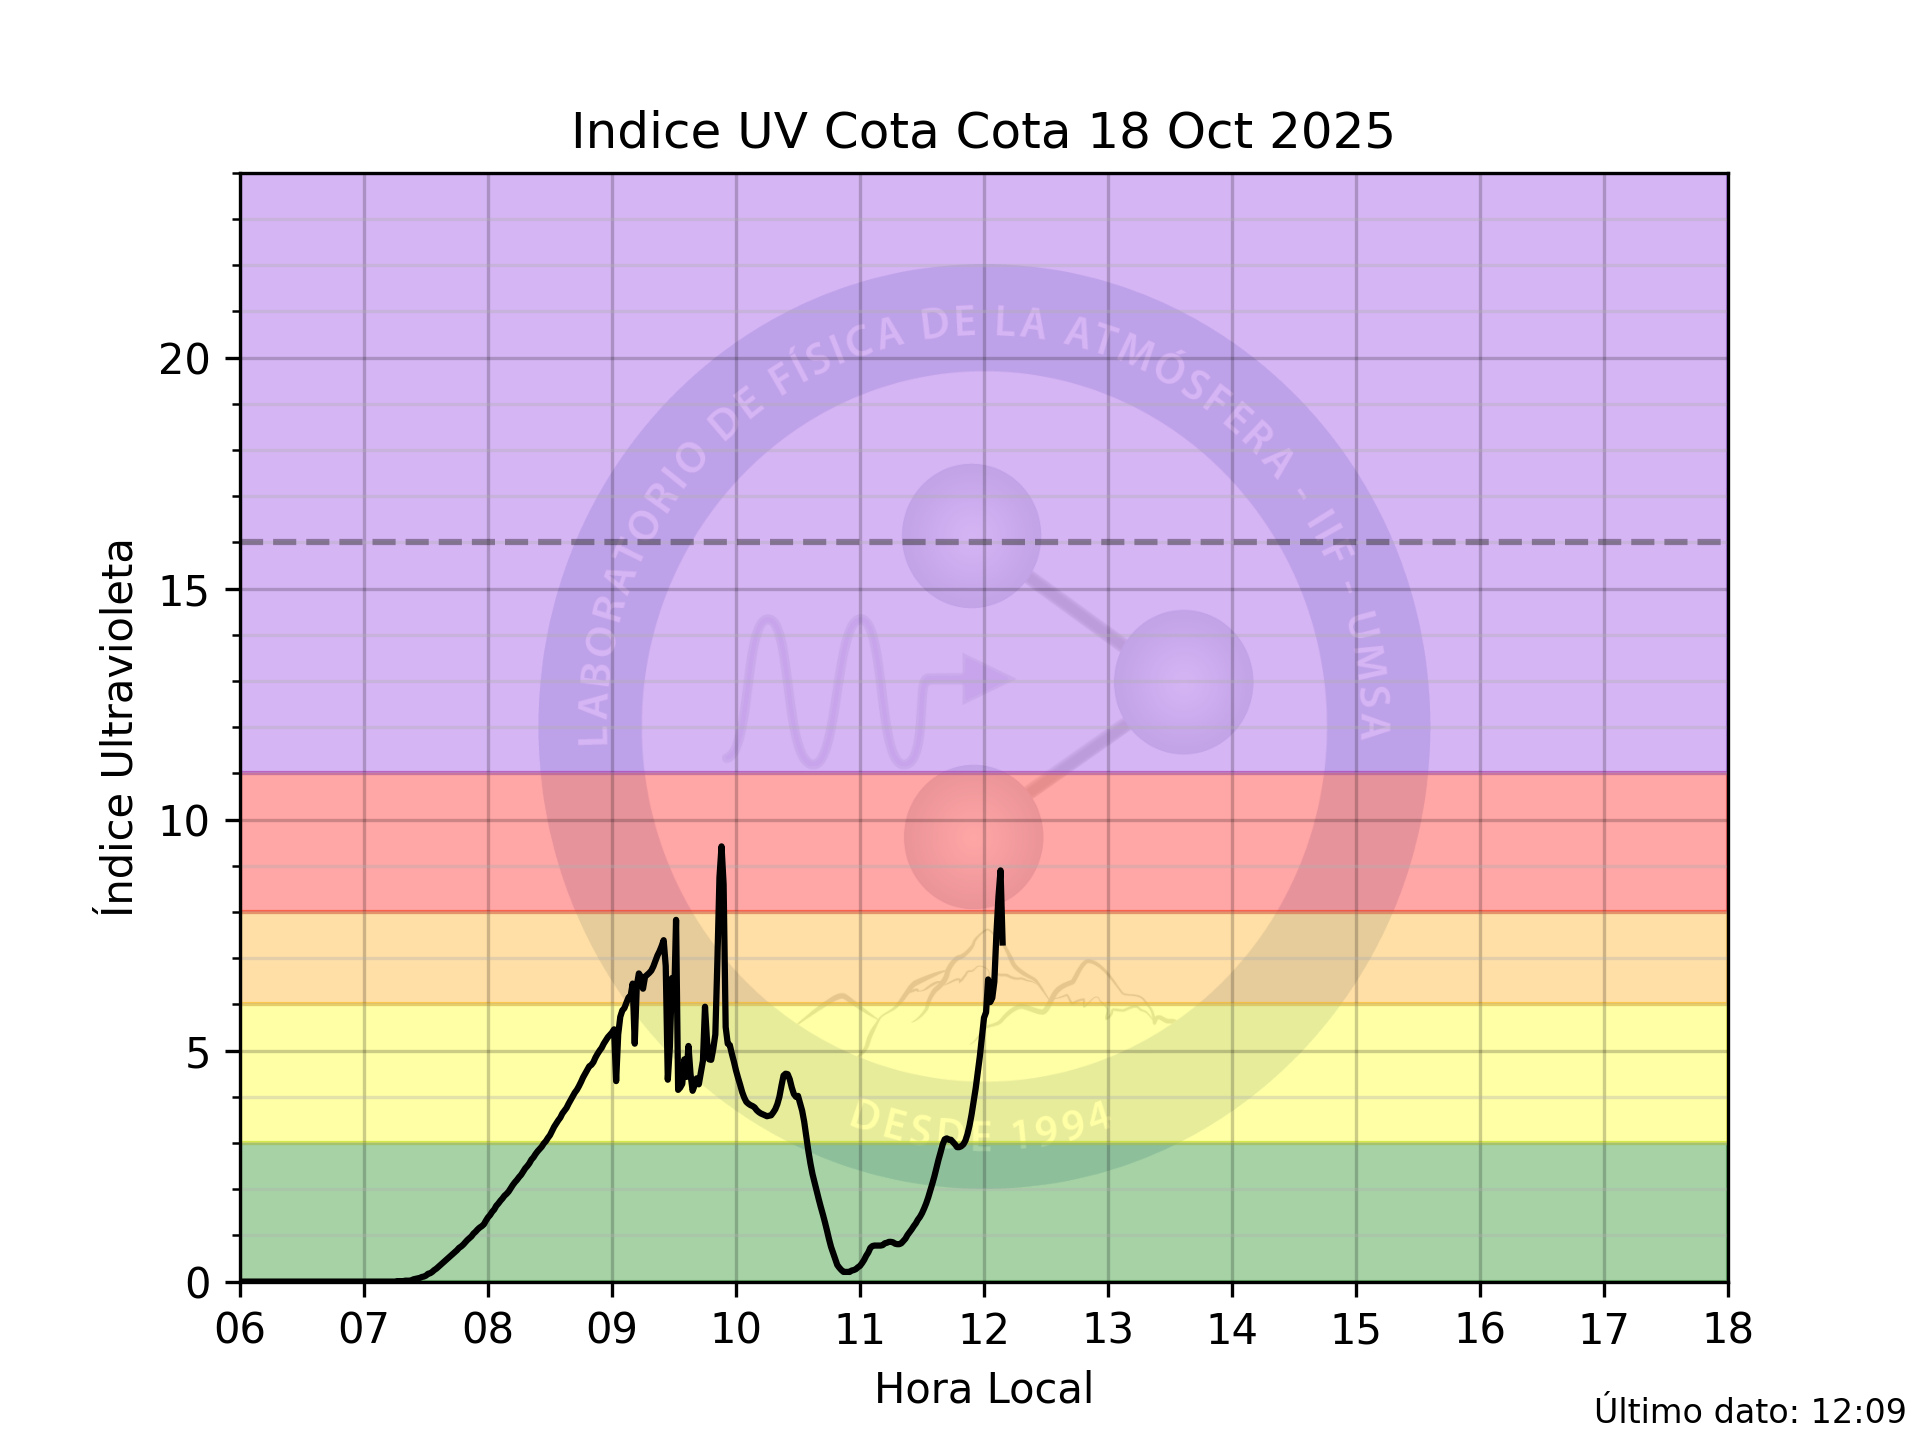 Indice UV Cota Cota 18 Oct 2025
LABORATORIO DE FÍSICA DE LA ATMÓSFERA - IIF - UMSA
DESDE 1994
Índice Ultravioleta
20
15
10
5
0
06 07 08 09 10 11 12 13 14 15 16 17 18
Hora Local
Último dato: 12:09